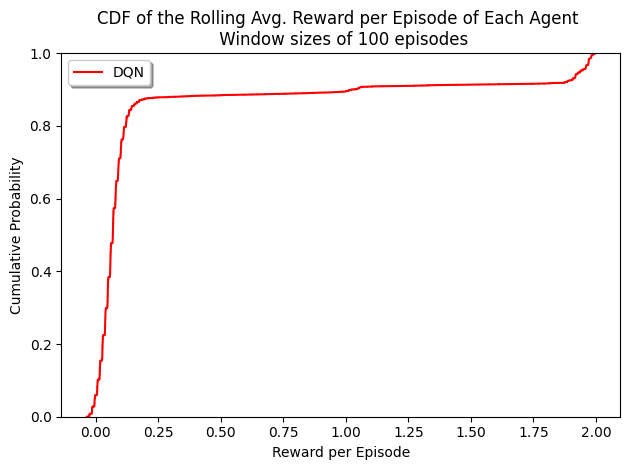 CDF of the Rolling Avg. Reward per Episode of Each Agent
Window sizes of 100 episodes
DQN
1.0
0.8
0.6
0.4
0.2
0.0
Cumulative Probability
0.00 0.25 0.50 0.75 1.00 1.25 1.50 1.75 2.00
Reward per Episode